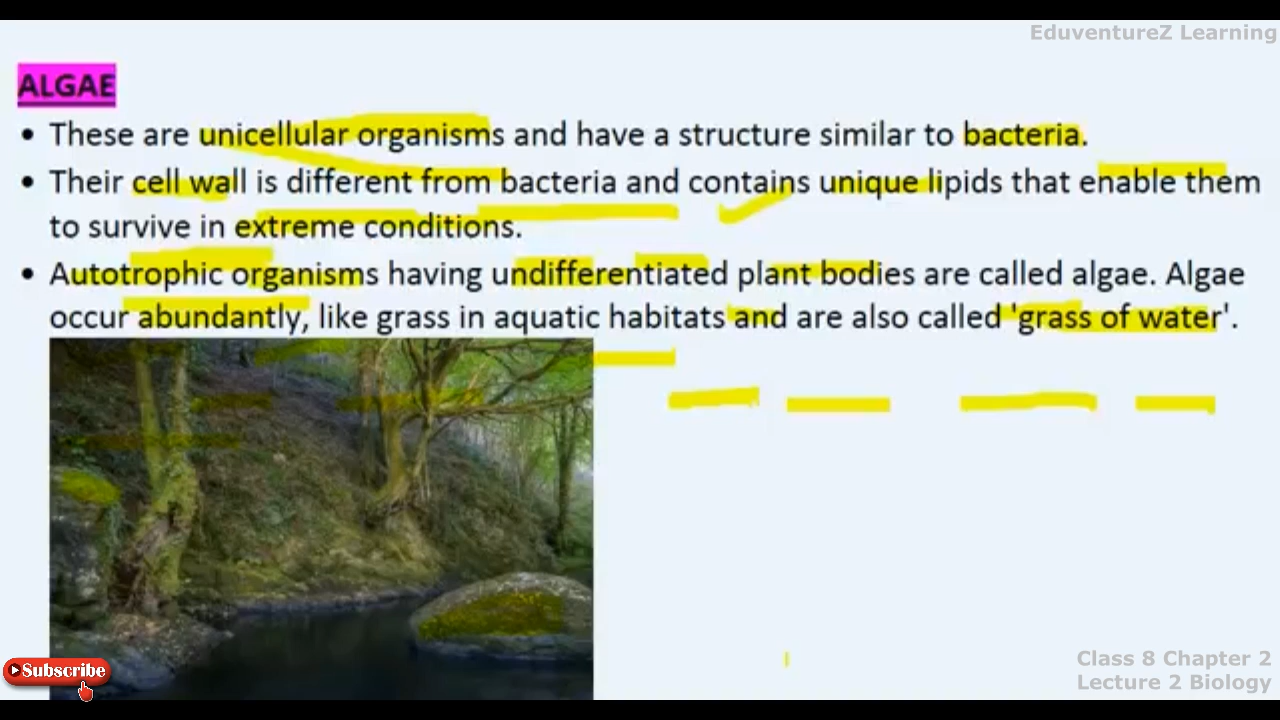 EduventureZ Learning
ALGAE
• These are unicellular organisms and have a structure similar to bacteria.
• Their cell wall is different from bacteria and contains unique lipids that enable them
to survive in extreme conditions.
• Autotrophic organisms having undifferentiated plant bodies are called algae. Algae
occur abundantly, like grass in aquatic habitats and are also called 'grass of water'.
Subscribe
Class 8 Chapter 2
Lecture 2 Biology